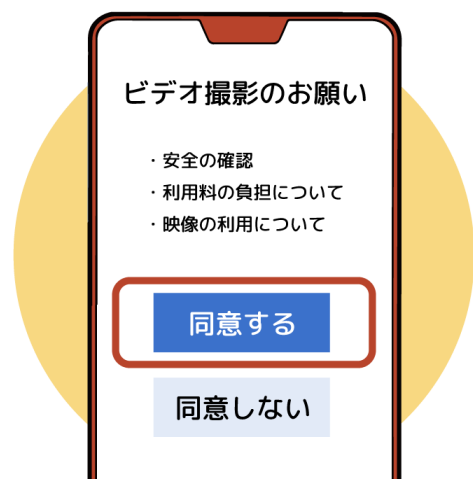 ビデオ撮影のお願い
・安全の確認
・利用料の負担について
・映像の利用について
同意する
同意しない